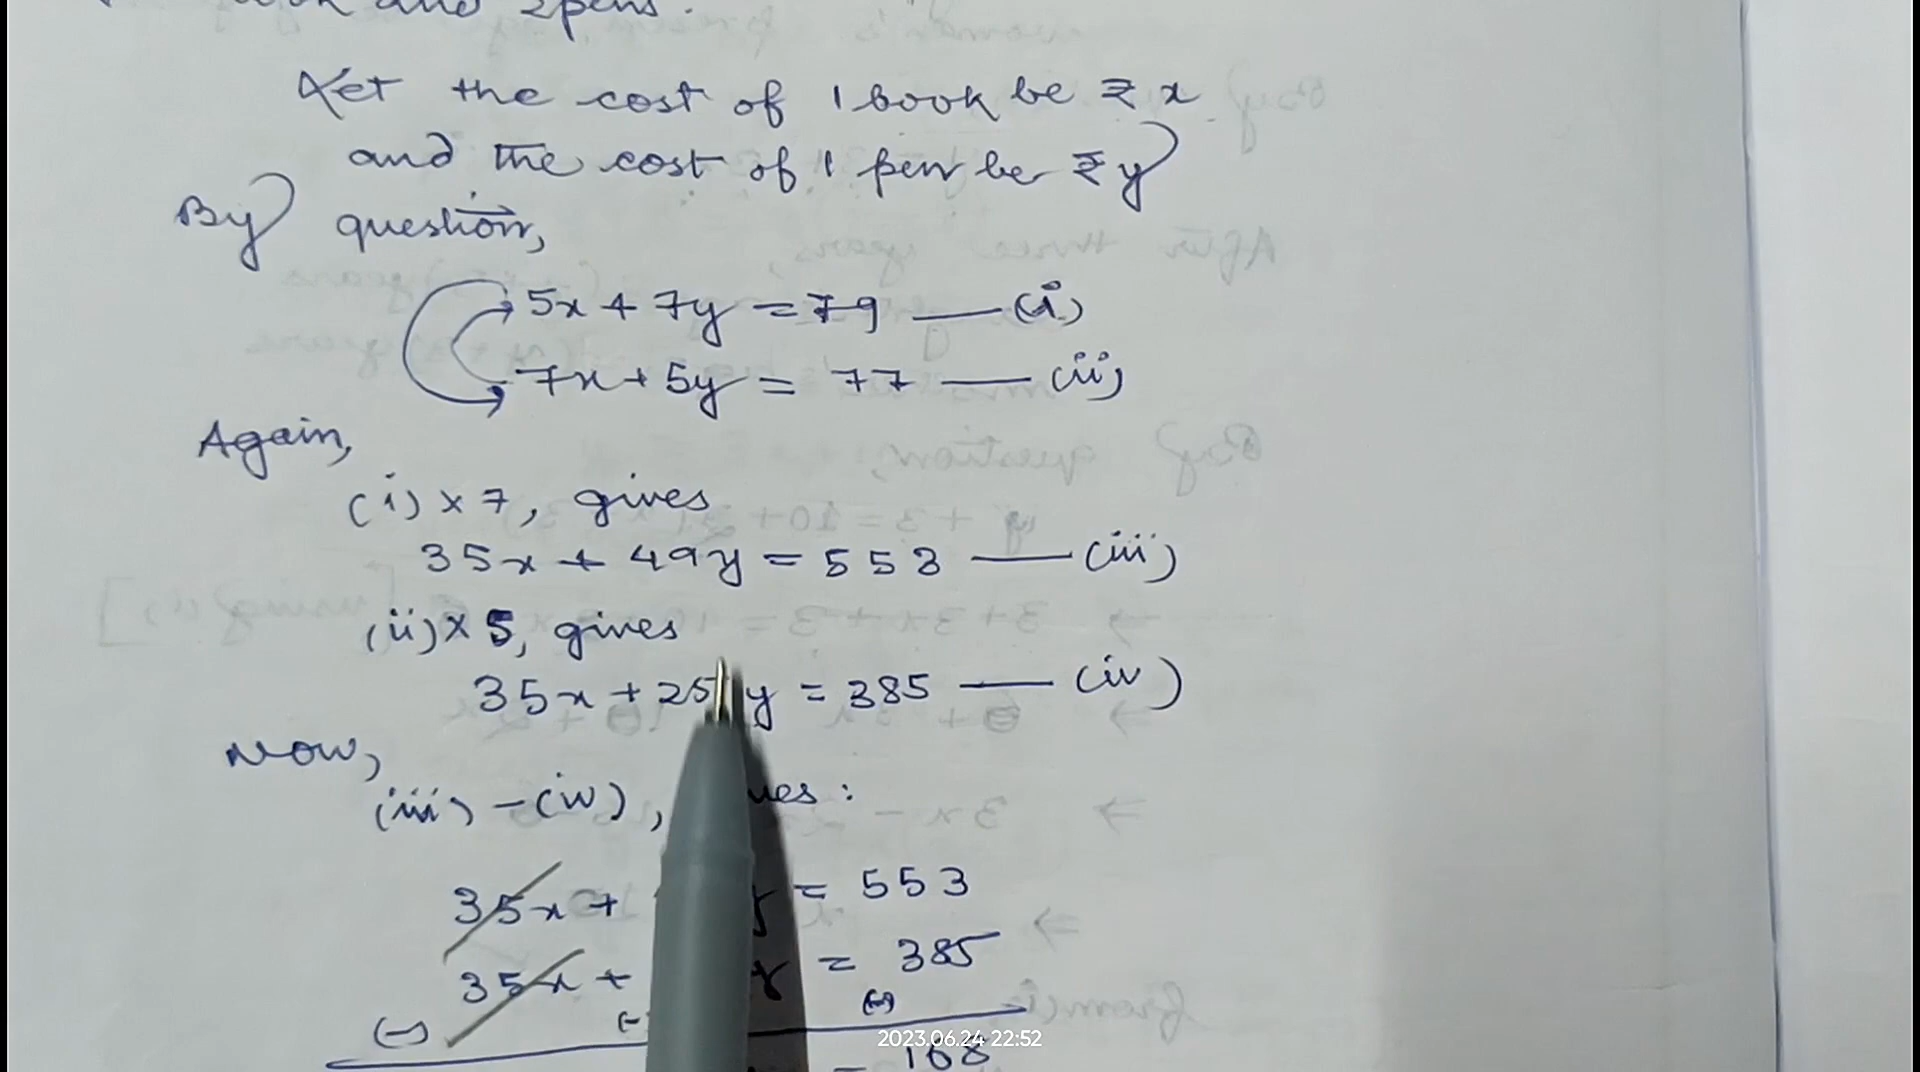 and 2pens.
Let the cost of 1 book be ₹ x
and the cost of 1 pen be ₹ y
By question,
5x + 7y = 79 — (i)
7x + 5y = 77 — (ii)
Again,
(i) × 7, gives
35x + 49y = 553 — (iii)
(ii) × 5, gives
35x + 25y = 385 — (iv)
Now,
(iii) - (iv),
35x + y = 553
35x + y = 385
(-) (-) (-)
= 168
2023.06.24 22:52